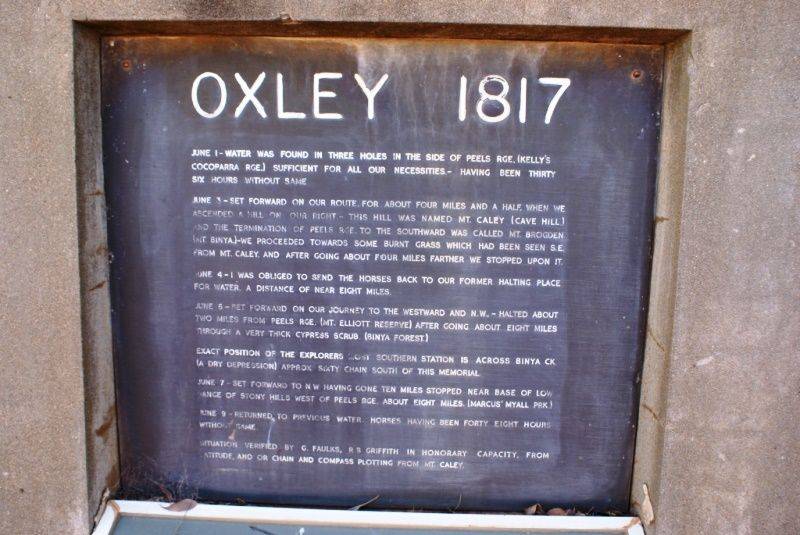 OXLEY 1817
JUNE 1 - WATER WAS FOUND IN THREE HOLES IN THE SIDE OF PEELS RGE. (KELLY'S
COCOPARRA RGE.) SUFFICIENT FOR ALL OUR NECESSITIES - HAVING BEEN THIRTY
SIX HOURS WITHOUT SAME
JUNE 3 - SET FORWARD ON OUR ROUTE. FOR ABOUT FOUR MILES AND A HALF, WHEN WE
ASCENDED A HILL ON OUR RIGHT - THIS HILL WAS NAMED MT. CALEY (CAVE HILL)
AND THE TERMINATION OF PEELS RGE. TO THE SOUTHWARD WAS CALLED MT. BROGDEN.
(MT. BINYA.) - WE PROCEEDED TOWARDS SOME BURNT GRASS WHICH HAD BEEN SEEN S.E.
FROM MT. CALEY, AND AFTER GOING ABOUT FOUR MILES FARTHER WE STOPPED UPON IT.
JUNE 4 - I WAS OBLIGED TO SEND THE HORSES BACK TO OUR FORMER HALTING PLACE
FOR WATER, A DISTANCE OF NEAR EIGHT MILES.
JUNE 6 - SET FORWARD ON OUR JOURNEY TO THE WESTWARD AND N.W. - HALTED ABOUT
TWO MILES FROM PEELS RGE. (MT. ELLIOTT RESERVE) AFTER GOING ABOUT EIGHT MILES
THROUGH A VERY THICK CYPRESS SCRUB. (BINYA FOREST)
EXACT POSITION OF THE EXPLORERS MOST SOUTHERN STATION IS ACROSS BINYA CK
(A DRY DEPRESSION) APPROX SIXTY CHAIN SOUTH OF THIS MEMORIAL
JUNE 7 - SET FORWARD TO N.W HAVING GONE TEN MILES STOPPED NEAR BASE OF LOW
RANGE OF STONY HILLS WEST OF PEELS RGE. ABOUT EIGHT MILES. (MARCUS' MYALL PRK)
JUNE 9 - RETURNED TO PREVIOUS WATER. HORSES HAVING BEEN FORTY EIGHT HOURS
WITHOUT SAME
SITUATION VERIFIED BY G. FAULKS, R S GRIFFITH IN HONORARY CAPACITY, FROM
LATITUDE, AND OR CHAIN AND COMPASS PLOTTING FROM MT. CALEY.